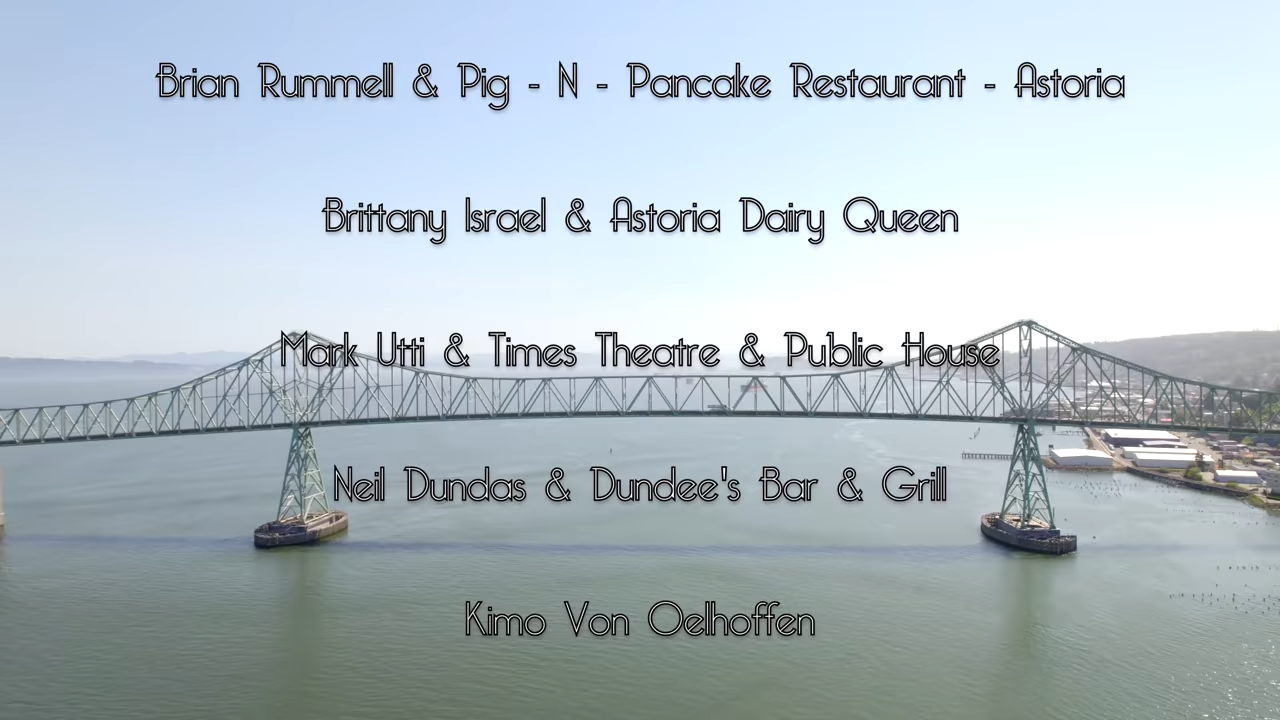 Brian Rummell & Pig - N - Pancake Restaurant - Astoria
Brittany Israel & Astoria Dairy Queen
Mark Utti & Times Theatre & Public House
Neil Dundas & Dundee's Bar & Grill
Kimo Von Oelhoffen